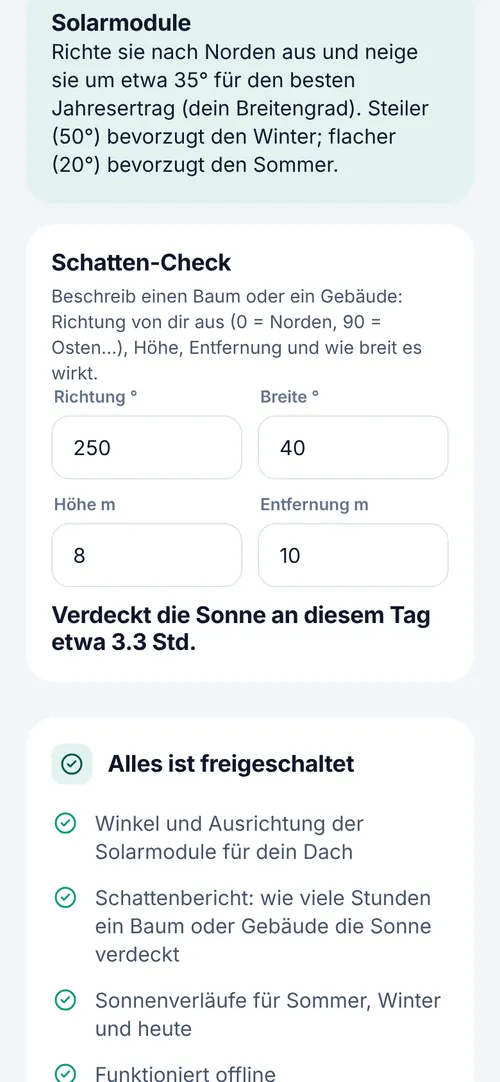 Solarmodule
Richte sie nach Norden aus und neige
sie um etwa 35° für den besten
Jahresertrag (dein Breitengrad). Steiler
(50°) bevorzugt den Winter; flacher
(20°) bevorzugt den Sommer.
Schatten-Check
Beschreib einen Baum oder ein Gebäude:
Richtung von dir aus (0 = Norden, 90 =
Osten…), Höhe, Entfernung und wie breit es
wirkt.
Richtung °
Breite °
250
40
Höhe m
Entfernung m
8
10
Verdeckt die Sonne an diesem Tag
etwa 3.3 Std.
Alles ist freigeschaltet
Winkel und Ausrichtung der
Solarmodule für dein Dach
Schattenbericht: wie viele Stunden
ein Baum oder Gebäude die Sonne
verdeckt
Sonnenverläufe für Sommer, Winter
und heute
Funktioniert offline